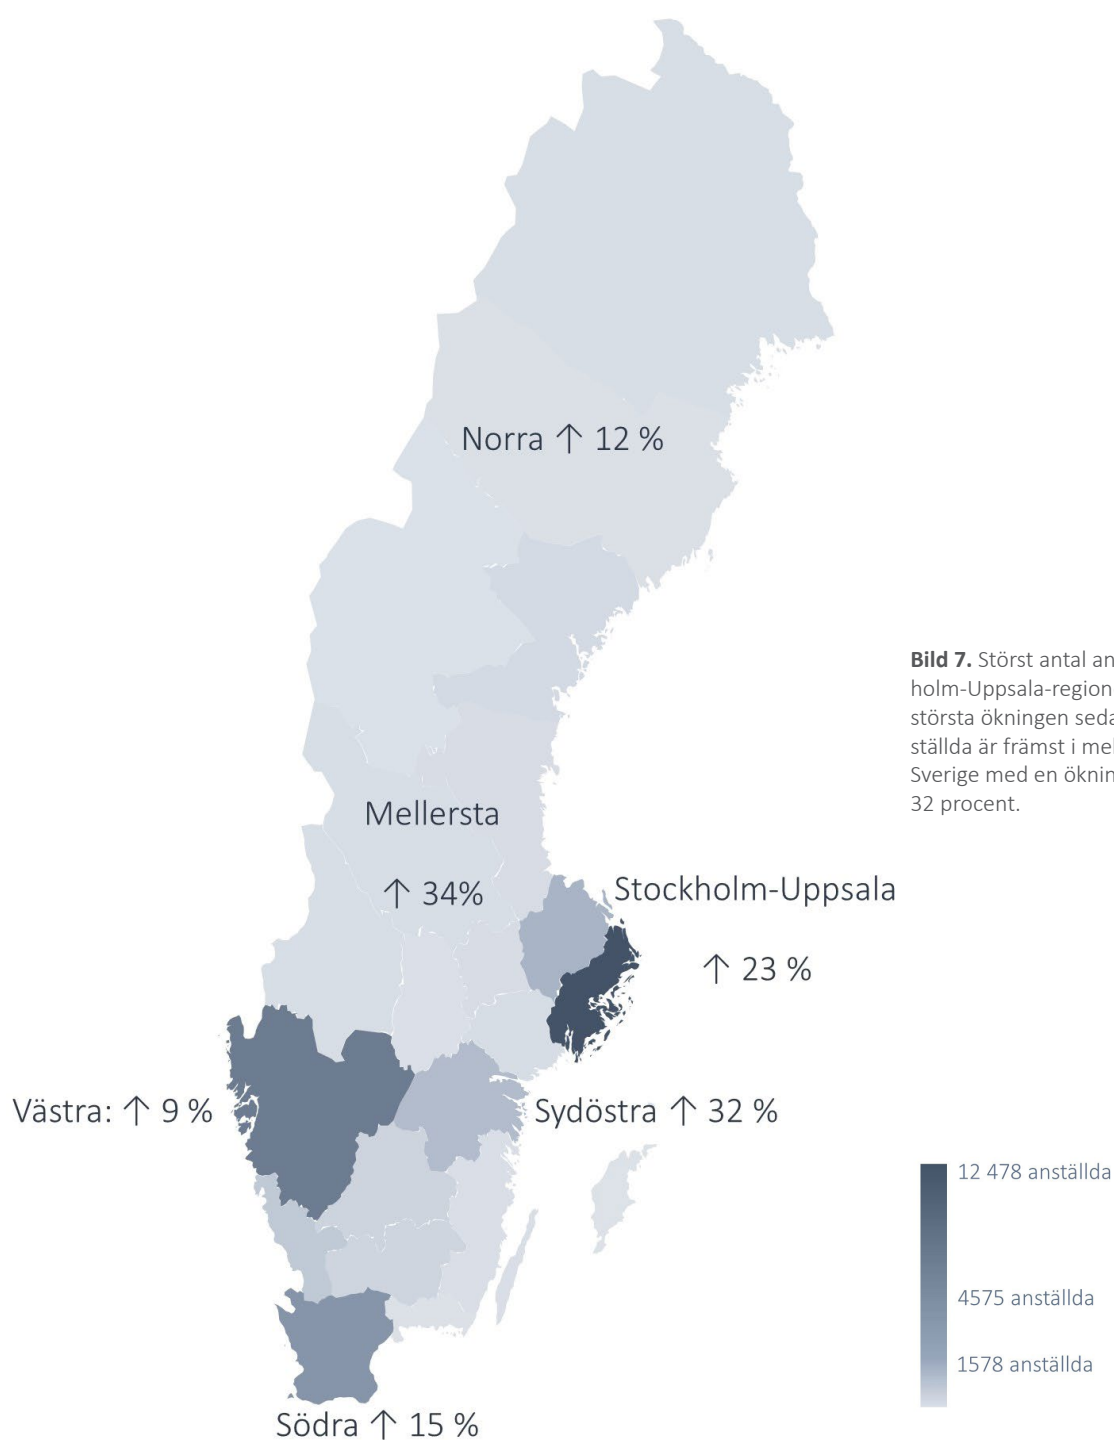 Norra ↑ 12 %
Bild 7. Störst antal an
holm-Uppsala-region
största ökningen seda
ställda är främst i mel
Sverige med en öknin
32 procent.
Mellersta
↑ 34%
Stockholm-Uppsala
↑ 23 %
Västra: ↑ 9 %
Sydöstra ↑ 32 %
12 478 anställda
4575 anställda
1578 anställda
Södra ↑ 15 %